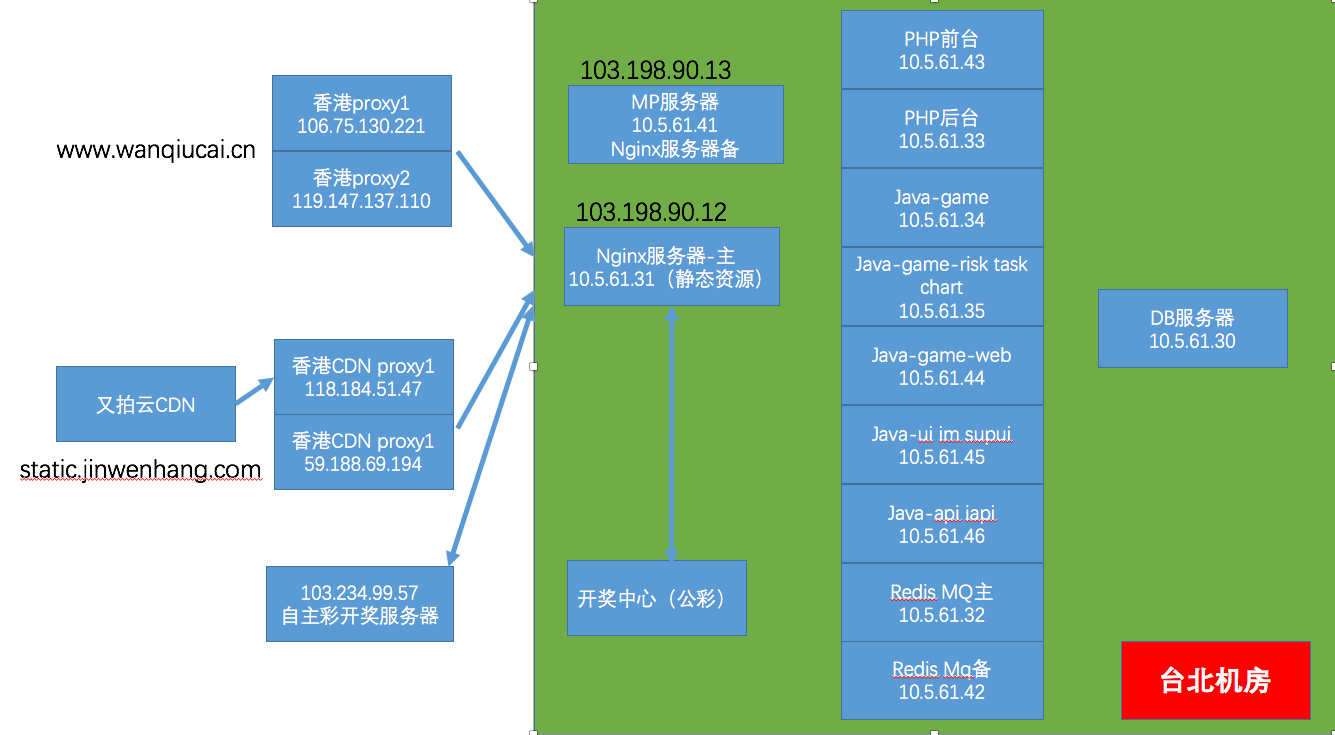 www.wanqiucai.cn
香港proxy1
106.75.130.221
香港proxy2
119.147.137.110
又拍云CDN
static.jinwenhang.com
香港CDN proxy1
118.184.51.47
香港CDN proxy1
59.188.69.194
103.234.99.57
自主彩开奖服务器
103.198.90.13
MP服务器
10.5.61.41
Nginx服务器备
103.198.90.12
Nginx服务器-主
10.5.61.31（静态资源）
开奖中心（公彩）
PHP前台
10.5.61.43
PHP后台
10.5.61.33
Java-game
10.5.61.34
Java-game-risk task
chart
10.5.61.35
Java-game-web
10.5.61.44
Java-ui im supui
10.5.61.45
Java-api iapi
10.5.61.46
Redis MQ主
10.5.61.32
Redis Mq备
10.5.61.42
DB服务器
10.5.61.30
台北机房